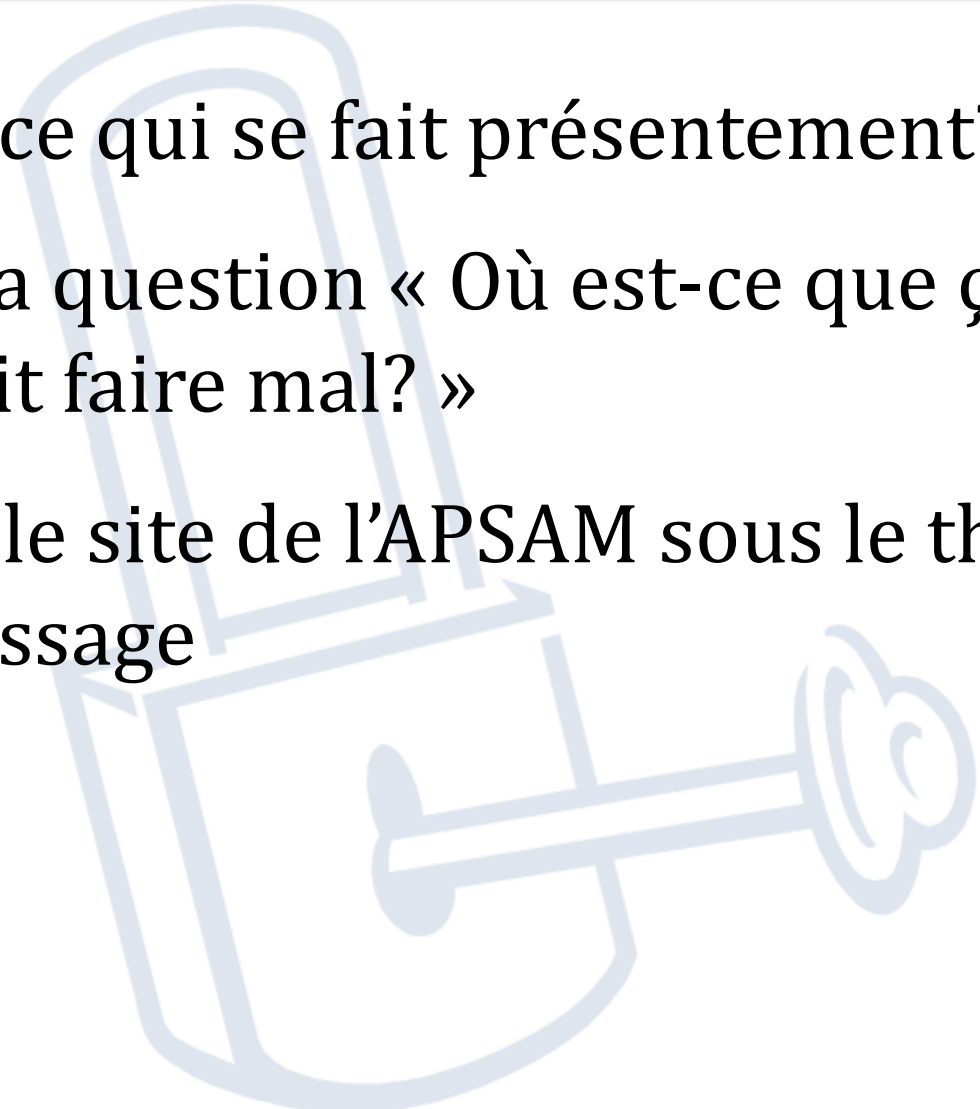 ce qui se fait présentement?
a question « Où est-ce que ç
it faire mal? »
le site de l’APSAM sous le th
ssage